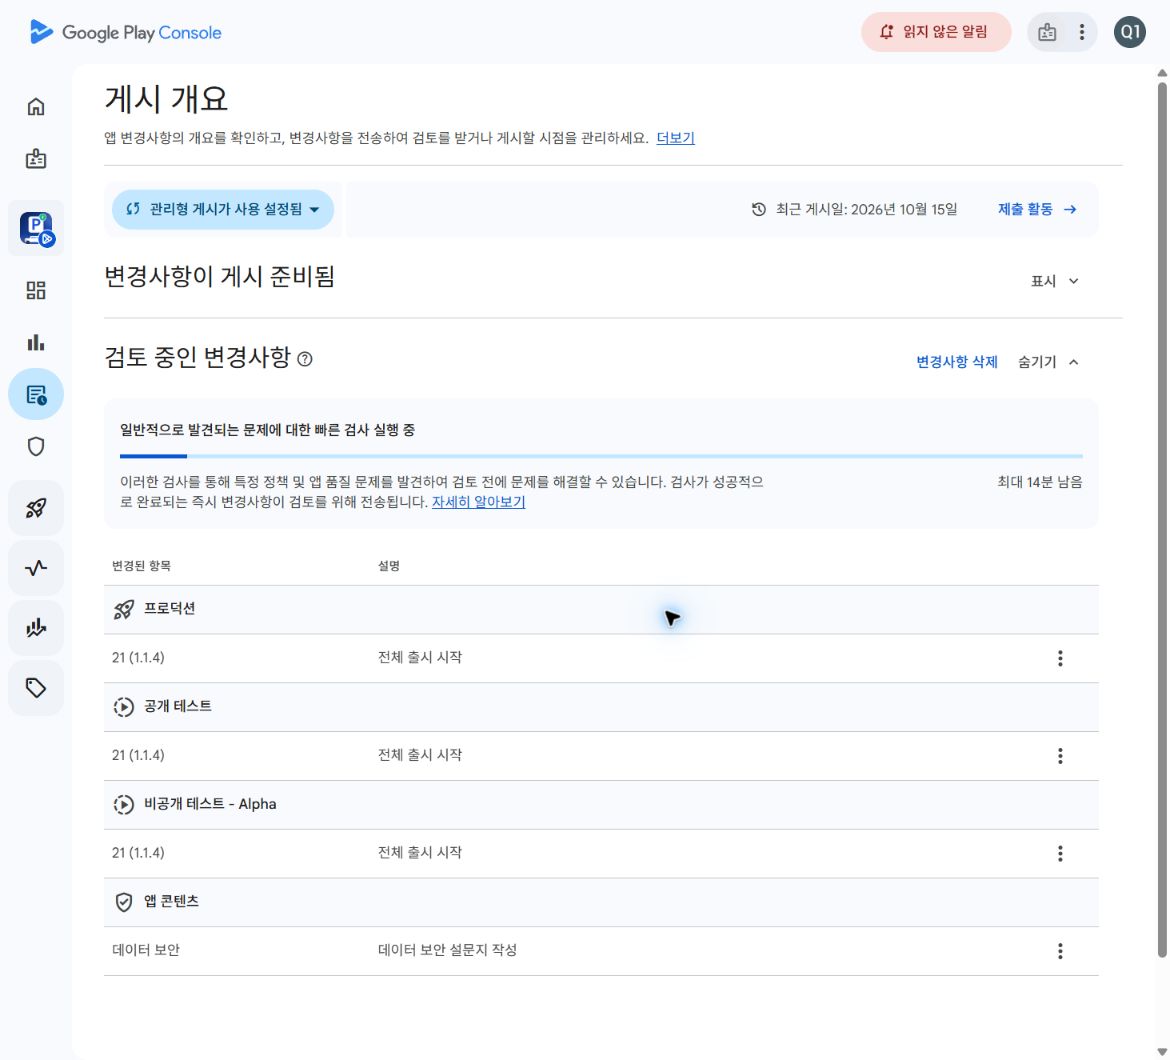 Google Play Console
읽지 않은 알림
Q1
게시 개요
앱 변경사항의 개요를 확인하고, 변경사항을 전송하여 검토를 받거나 게시할 시점을 관리하세요. 더보기
관리형 게시가 사용 설정됨
최근 게시일: 2026년 10월 15일
제출 활동
변경사항이 게시 준비됨
표시
검토 중인 변경사항
변경사항 삭제
숨기기
일반적으로 발견되는 문제에 대한 빠른 검사 실행 중
이러한 검사를 통해 특정 정책 및 앱 품질 문제를 발견하여 검토 전에 문제를 해결할 수 있습니다. 검사가 성공적으
로 완료되는 즉시 변경사항이 검토를 위해 전송됩니다. 자세히 알아보기
최대 14분 남음
변경된 항목
설명
프로덕션
21 (1.1.4)
전체 출시 시작
공개 테스트
21 (1.1.4)
전체 출시 시작
비공개 테스트 - Alpha
21 (1.1.4)
전체 출시 시작
앱 콘텐츠
데이터 보안
데이터 보안 설문지 작성